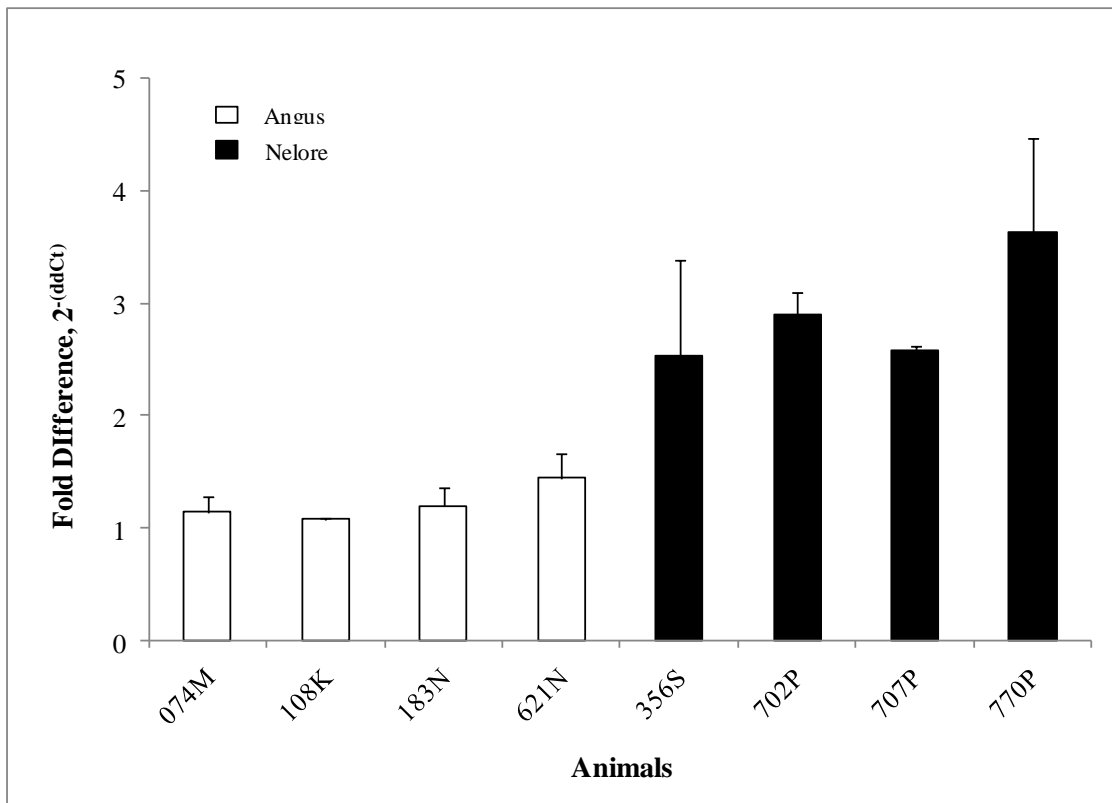 5
4
3
2
1
0
Fold DIfference, 2-(ddCt)
Angus
Nelore
074M
108K
183N
621N
356S
702P
707P
770P
Animals